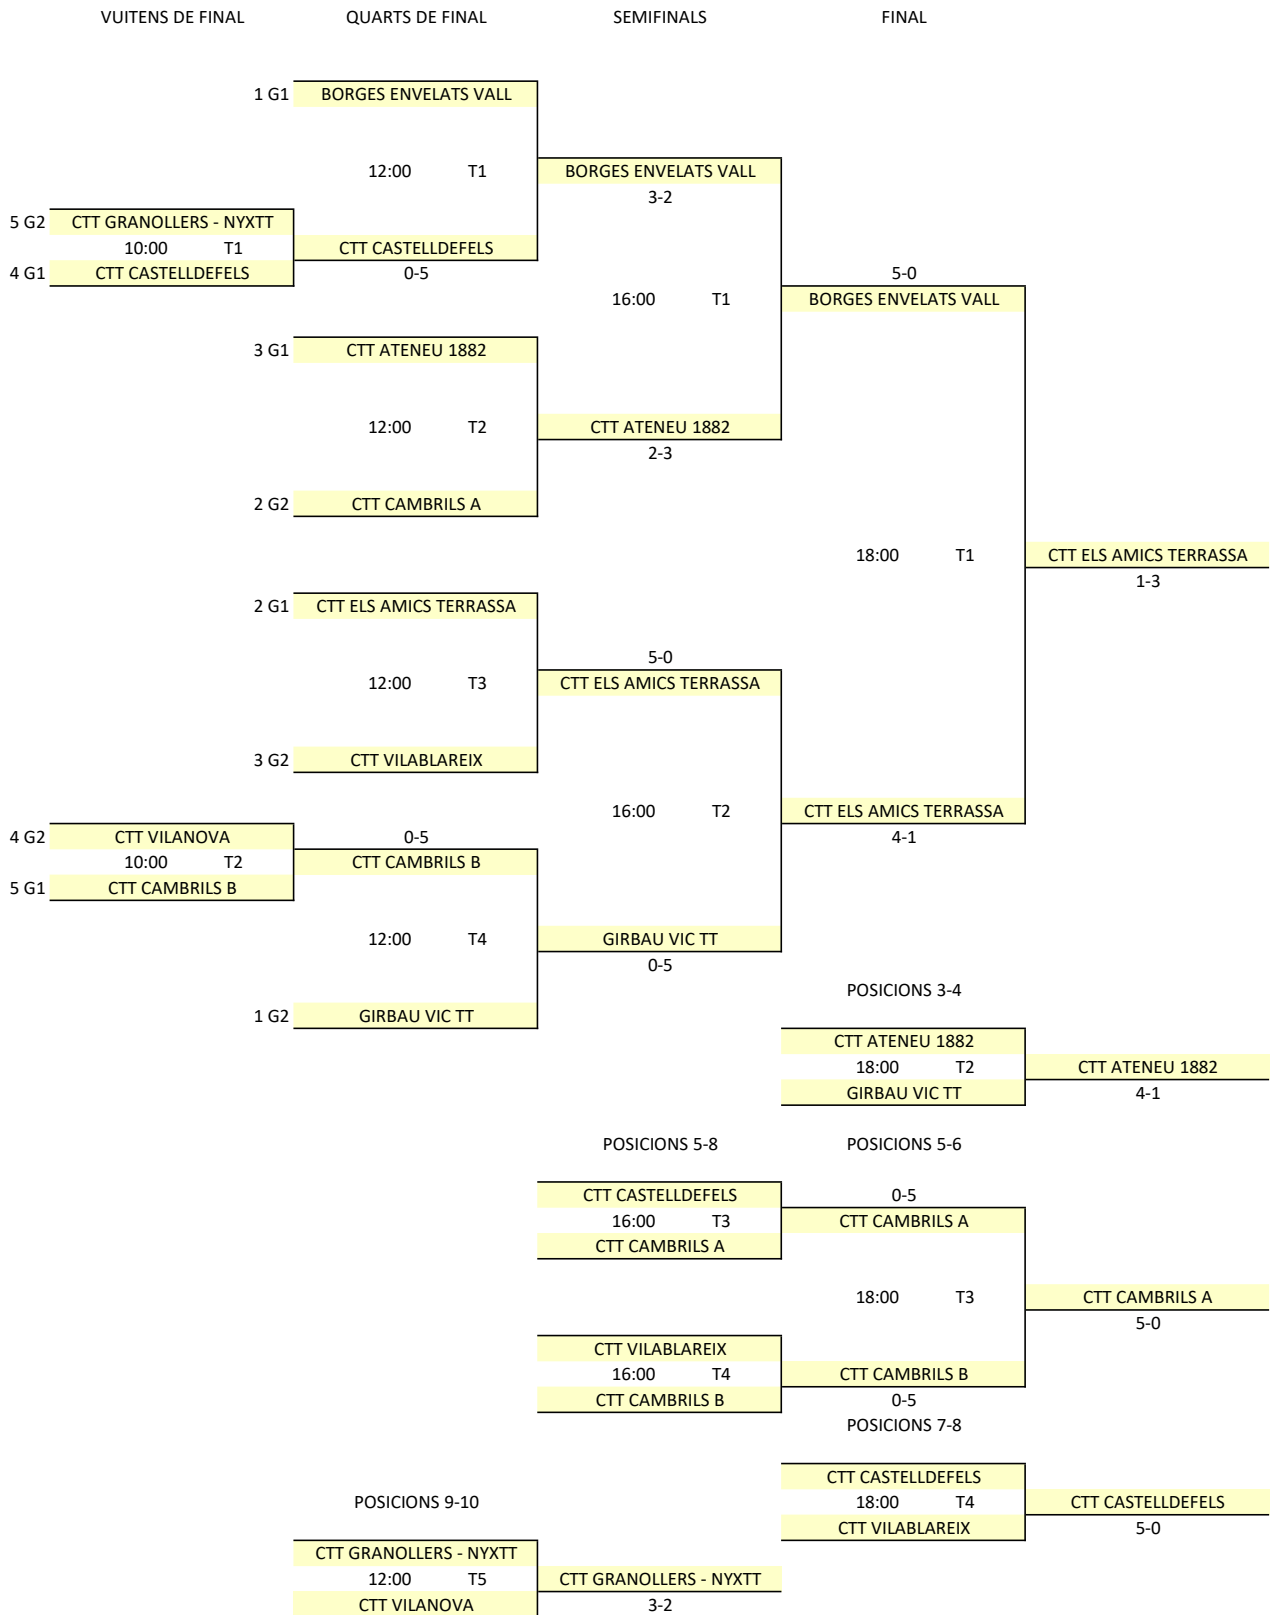 VUITENS DE FINAL QUARTS DE FINAL SEMIFINALS FINAL
1 G1 BORGES ENVELATS VALL
12:00 T1 BORGES ENVELATS VALL
3-2
5 G2 CTT GRANOLLERS - NYXTT
10:00 T1 CTT CASTELLDEFELS
4 G1 CTT CASTELLDEFELS 0-5 5-0
16:00 T1 BORGES ENVELATS VALL
3 G1 CTT ATENEU 1882
12:00 T2 CTT ATENEU 1882
2-3
2 G2 CTT CAMBRILS A
18:00 T1 CTT ELS AMICS TERRASSA
1-3
2 G1 CTT ELS AMICS TERRASSA
5-0
12:00 T3 CTT ELS AMICS TERRASSA
3 G2 CTT VILABLAREIX
16:00 T2 CTT ELS AMICS TERRASSA
4 G2 CTT VILANOVA 0-5 4-1
10:00 T2 CTT CAMBRILS B
5 G1 CTT CAMBRILS B
12:00 T4 GIRBAU VIC TT
0-5
POSICIONS 3-4
1 G2 GIRBAU VIC TT
CTT ATENEU 1882
18:00 T2 CTT ATENEU 1882
GIRBAU VIC TT 4-1
POSICIONS 5-8 POSICIONS 5-6
CTT CASTELLDEFELS 0-5
16:00 T3 CTT CAMBRILS A
CTT CAMBRILS A
18:00 T3 CTT CAMBRILS A
5-0
CTT VILABLAREIX
16:00 T4 CTT CAMBRILS B
CTT CAMBRILS B 0-5
POSICIONS 7-8
CTT CASTELLDEFELS
POSICIONS 9-10 18:00 T4 CTT CASTELLDEFELS
CTT VILABLAREIX 5-0
CTT GRANOLLERS - NYXTT
12:00 T5 CTT GRANOLLERS - NYXTT
CTT VILANOVA 3-2